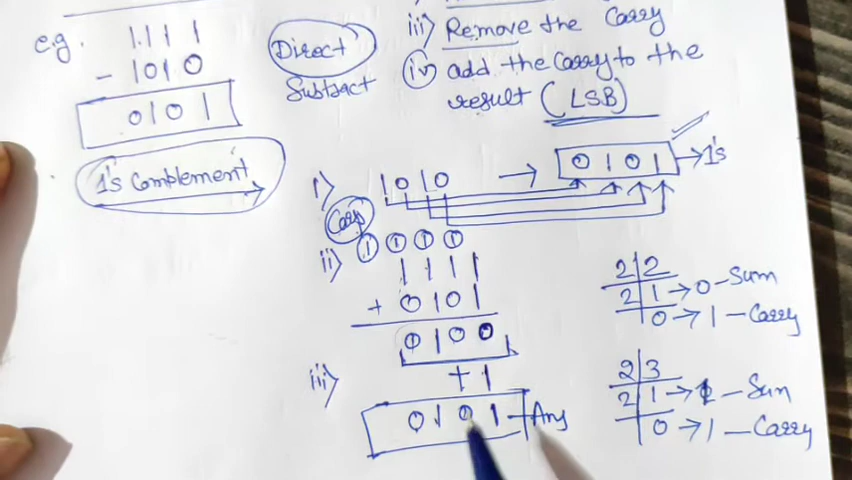 e.g. 1111
- 1010
0101
Direct
Subtract
iii) Remove the Carry
iv) add the Carry to the
result (LSB)
1's Complement
i) 1010 → 0101 → 1's
Carry
1 1 1 1
ii) 1111
+ 0101
0100
iii) + 1
0101 Ans
2 2
2 1 → 0 - Sum
0 → 1 - Carry
2 3
2 1 → 1 - Sum
0 → 1 - Carry